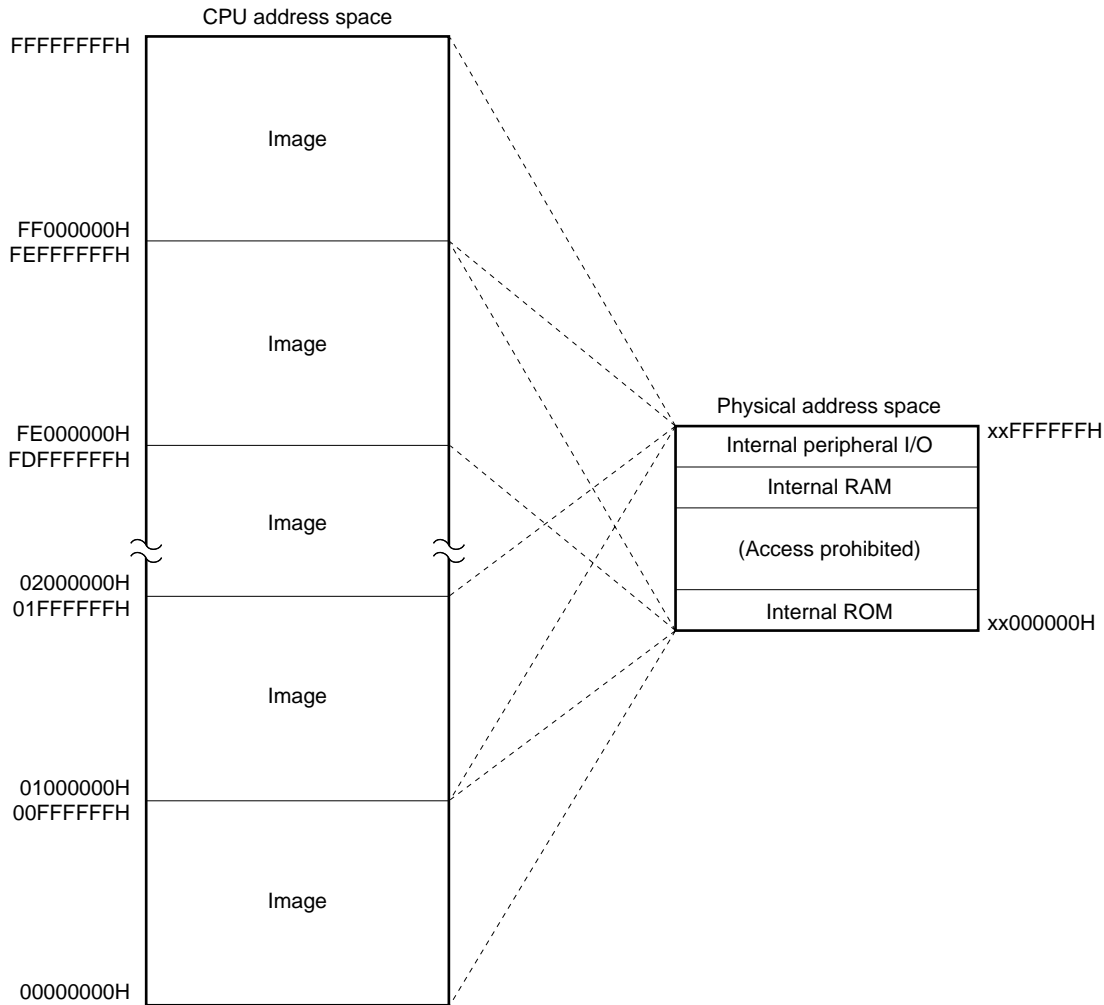 CPU address space
FFFFFFFFH
Image
FF000000H
FEFFFFFFH
Image
FE000000H
FDFFFFFFH
Image
02000000H
01FFFFFFH
Image
01000000H
00FFFFFFH
Image
00000000H
Physical address space
xxFFFFFFH
Internal peripheral I/O
Internal RAM
(Access prohibited)
Internal ROM
xx000000H